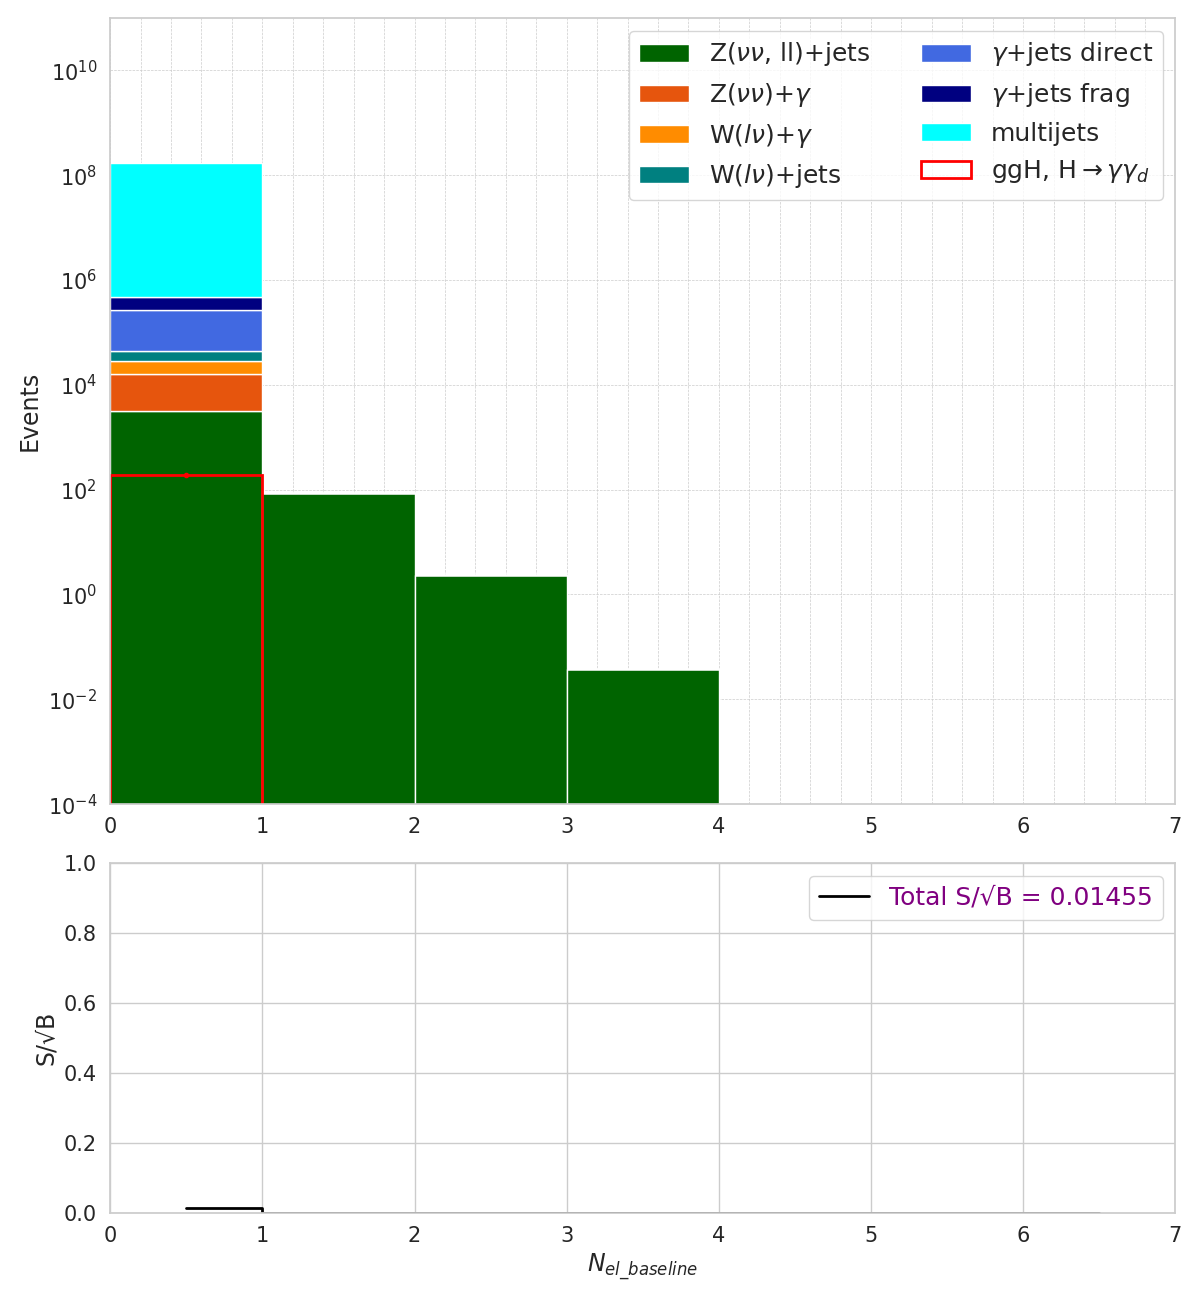 Z(νν, ll)+jets
Z(νν)+γ
W(lν)+γ
W(lν)+jets
γ+jets direct
γ+jets frag
multijets
ggH, H→γγ_d
Events
10^10
10^8
10^6
10^4
10^2
10^0
10^−2
10^−4
0 1 2 3 4 5 6 7
Total S/√B = 0.01455
S/√B
1.0
0.8
0.6
0.4
0.2
0.0
0 1 2 3 4 5 6 7
N_el_baseline